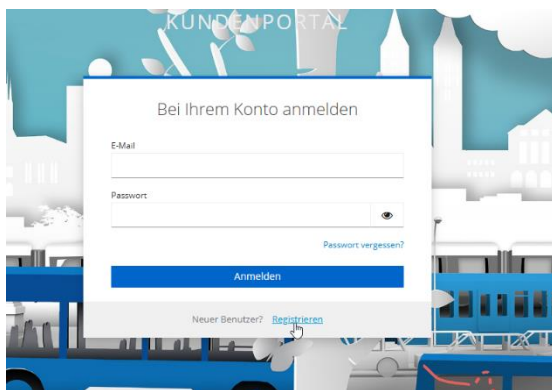 KUNDENPORTAL
Bei Ihrem Konto anmelden
E-Mail
Passwort
Passwort vergessen?
Anmelden
Neuer Benutzer? Registrieren